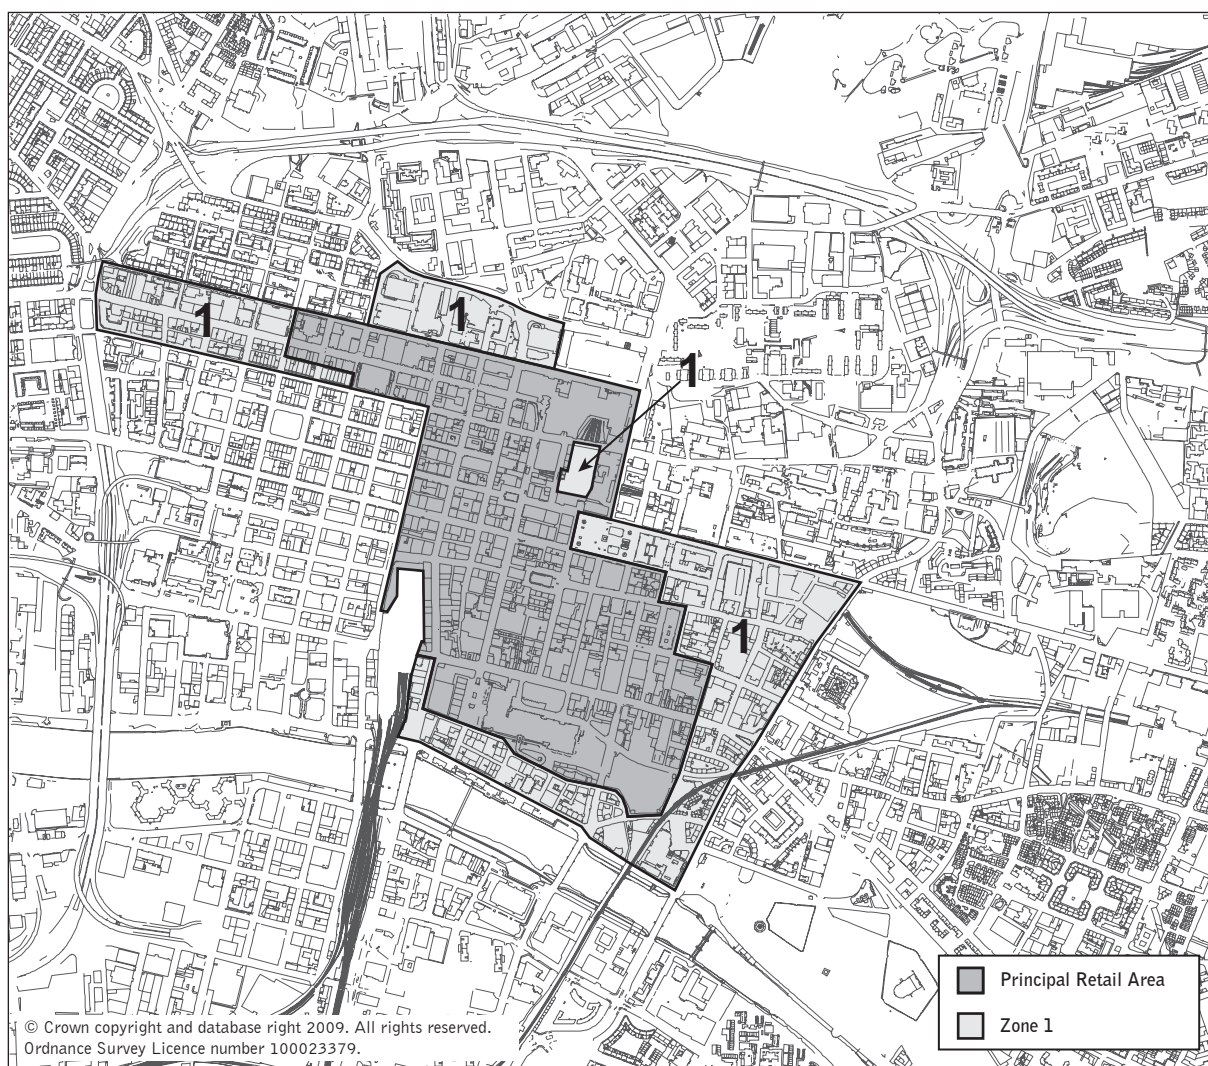 1
1
1
1
Principal Retail Area
Zone 1
© Crown copyright and database right 2009. All rights reserved.
Ordnance Survey Licence number 100023379.